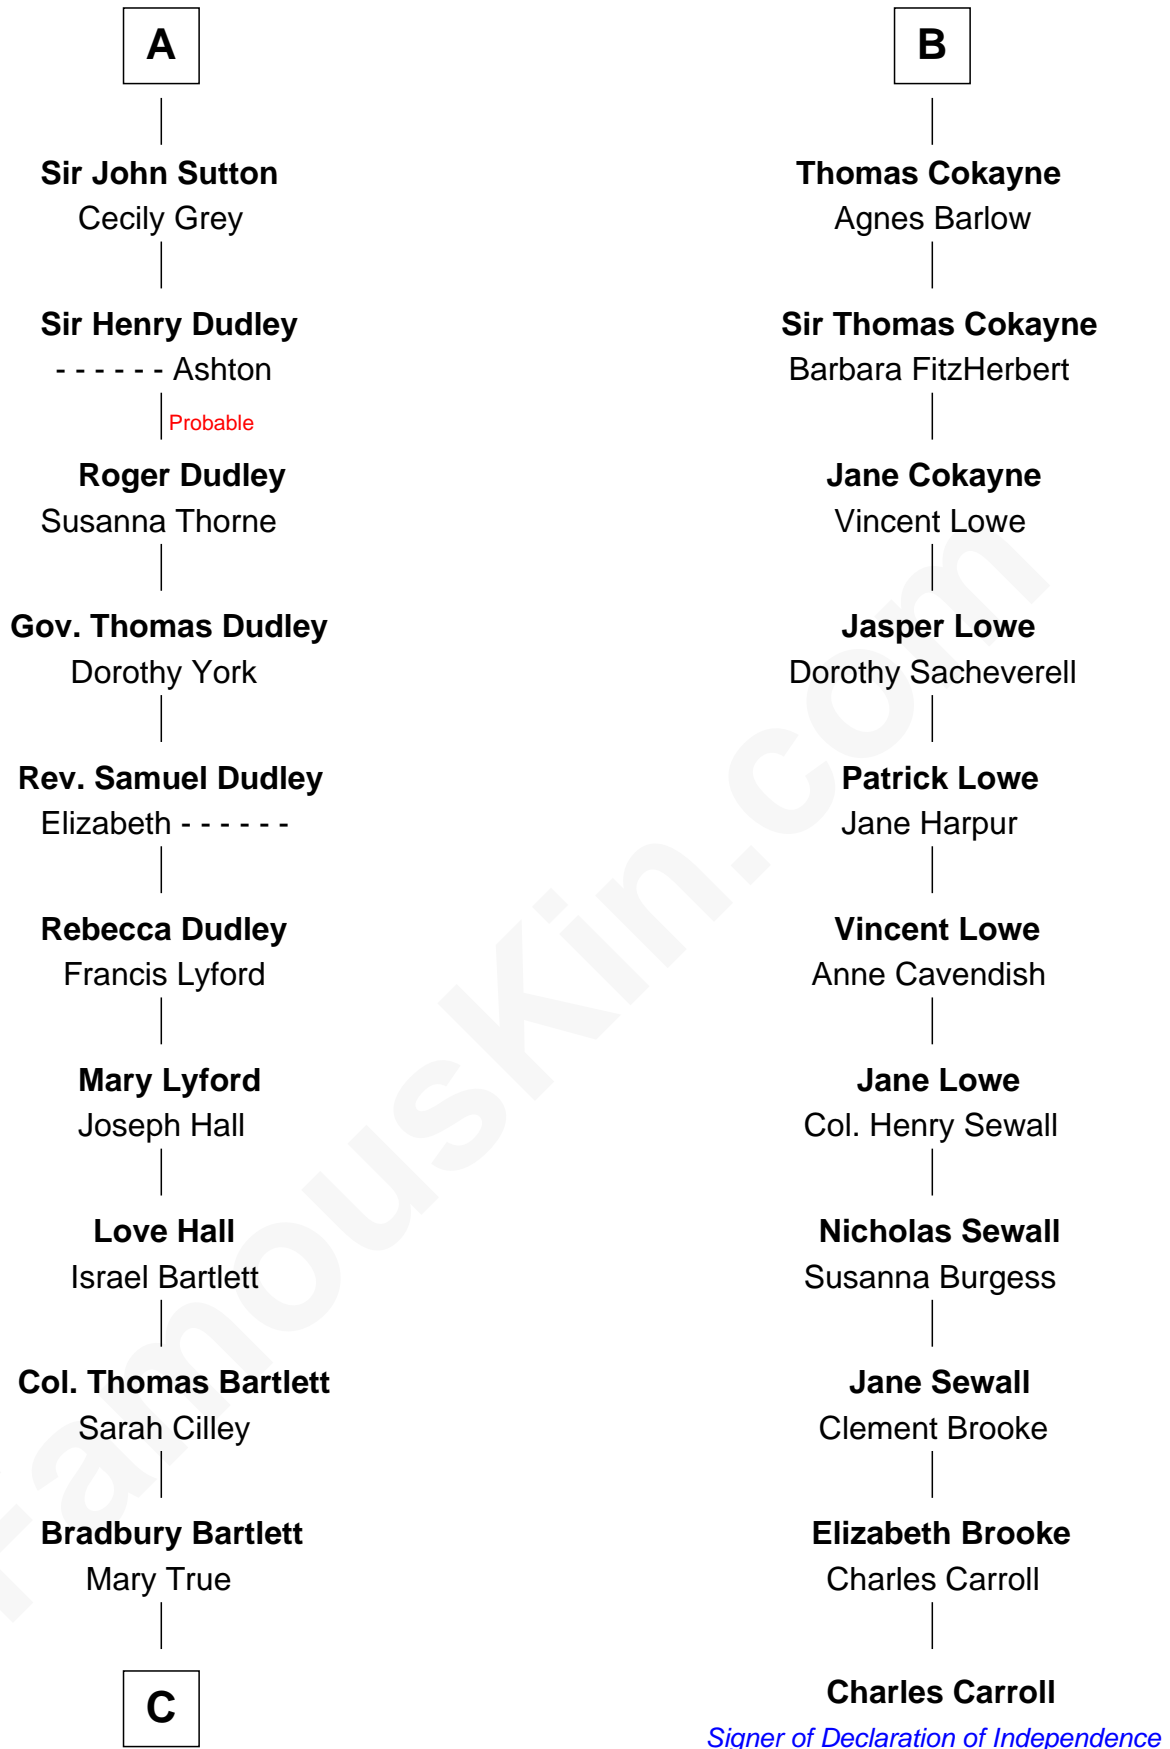 A
Sir John Sutton
Cecily Grey
Sir Henry Dudley
- - - - - - Ashton
Probable
Roger Dudley
Susanna Thorne
Gov. Thomas Dudley
Dorothy York
Rev. Samuel Dudley
Elizabeth - - - - - -
Rebecca Dudley
Francis Lyford
Mary Lyford
Joseph Hall
Love Hall
Israel Bartlett
Col. Thomas Bartlett
Sarah Cilley
Bradbury Bartlett
Mary True
C
B
Thomas Cokayne
Agnes Barlow
Sir Thomas Cokayne
Barbara FitzHerbert
Jane Cokayne
Vincent Lowe
Jasper Lowe
Dorothy Sacheverell
Patrick Lowe
Jane Harpur
Vincent Lowe
Anne Cavendish
Jane Lowe
Col. Henry Sewall
Nicholas Sewall
Susanna Burgess
Jane Sewall
Clement Brooke
Elizabeth Brooke
Charles Carroll
Charles Carroll
Signer of Declaration of Independence
FamousKin.com